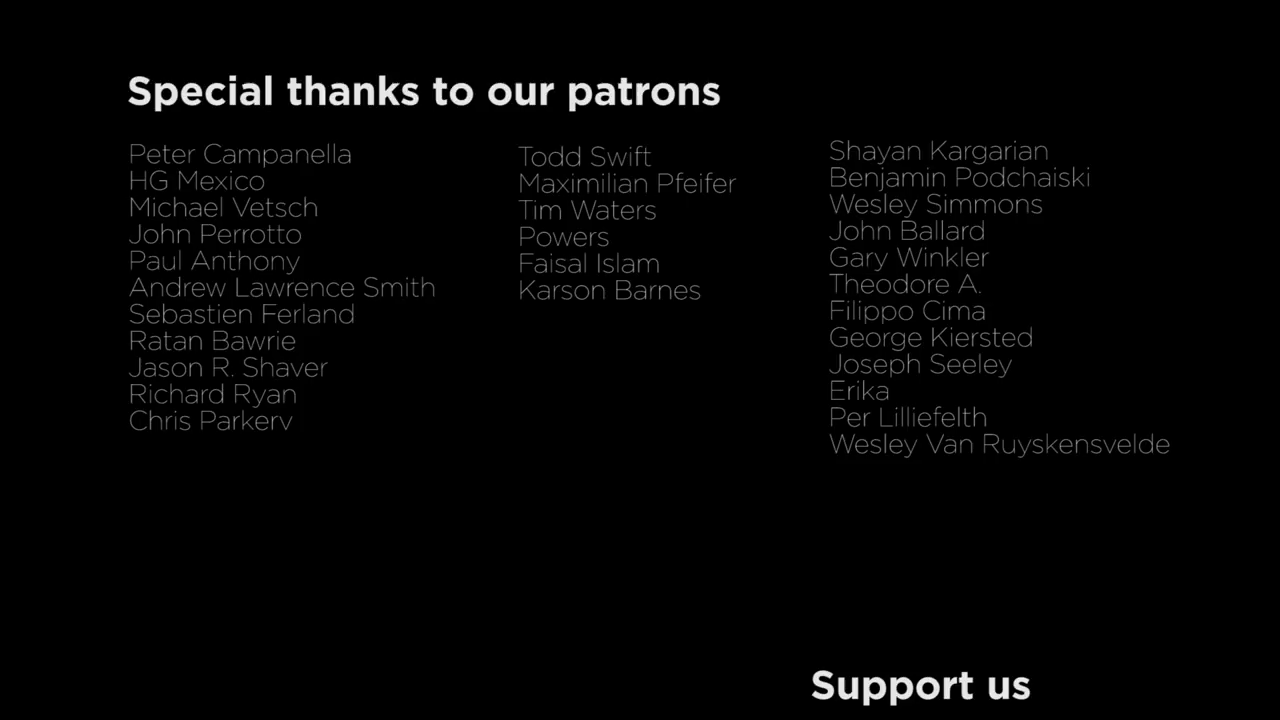 Special thanks to our patrons
Peter Campanella
HG Mexico
Michael Vetsch
John Perrotto
Paul Anthony
Andrew Lawrence Smith
Sebastien Ferland
Ratan Bawrie
Jason R. Shaver
Richard Ryan
Chris Parkerv
Todd Swift
Maximilian Pfeifer
Tim Waters
Powers
Faisal Islam
Karson Barnes
Shayan Kargarian
Benjamin Podchaiski
Wesley Simmons
John Ballard
Gary Winkler
Theodore A.
Filippo Cima
George Kiersted
Joseph Seeley
Erika
Per Lilliefelth
Wesley Van Ruyskensvelde
Support us